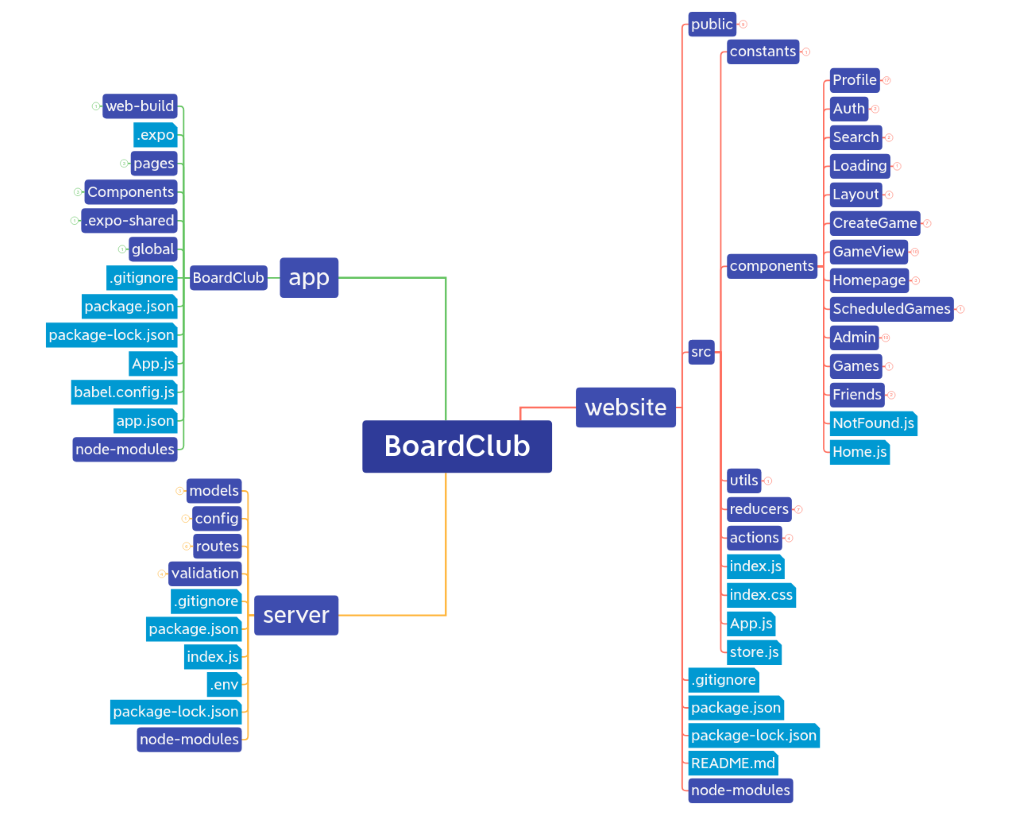 BoardClub
app
BoardClub
web-build
.expo
pages
Components
.expo-shared
global
.gitignore
package.json
package-lock.json
App.js
babel.config.js
app.json
node-modules
server
models
config
routes
validation
.gitignore
package.json
index.js
.env
package-lock.json
node-modules
website
public
src
constants
components
Profile
Auth
Search
Loading
Layout
CreateGame
GameView
Homepage
ScheduledGames
Admin
Games
Friends
NotFound.js
Home.js
utils
reducers
actions
index.js
index.css
App.js
store.js
.gitignore
package.json
package-lock.json
README.md
node-modules